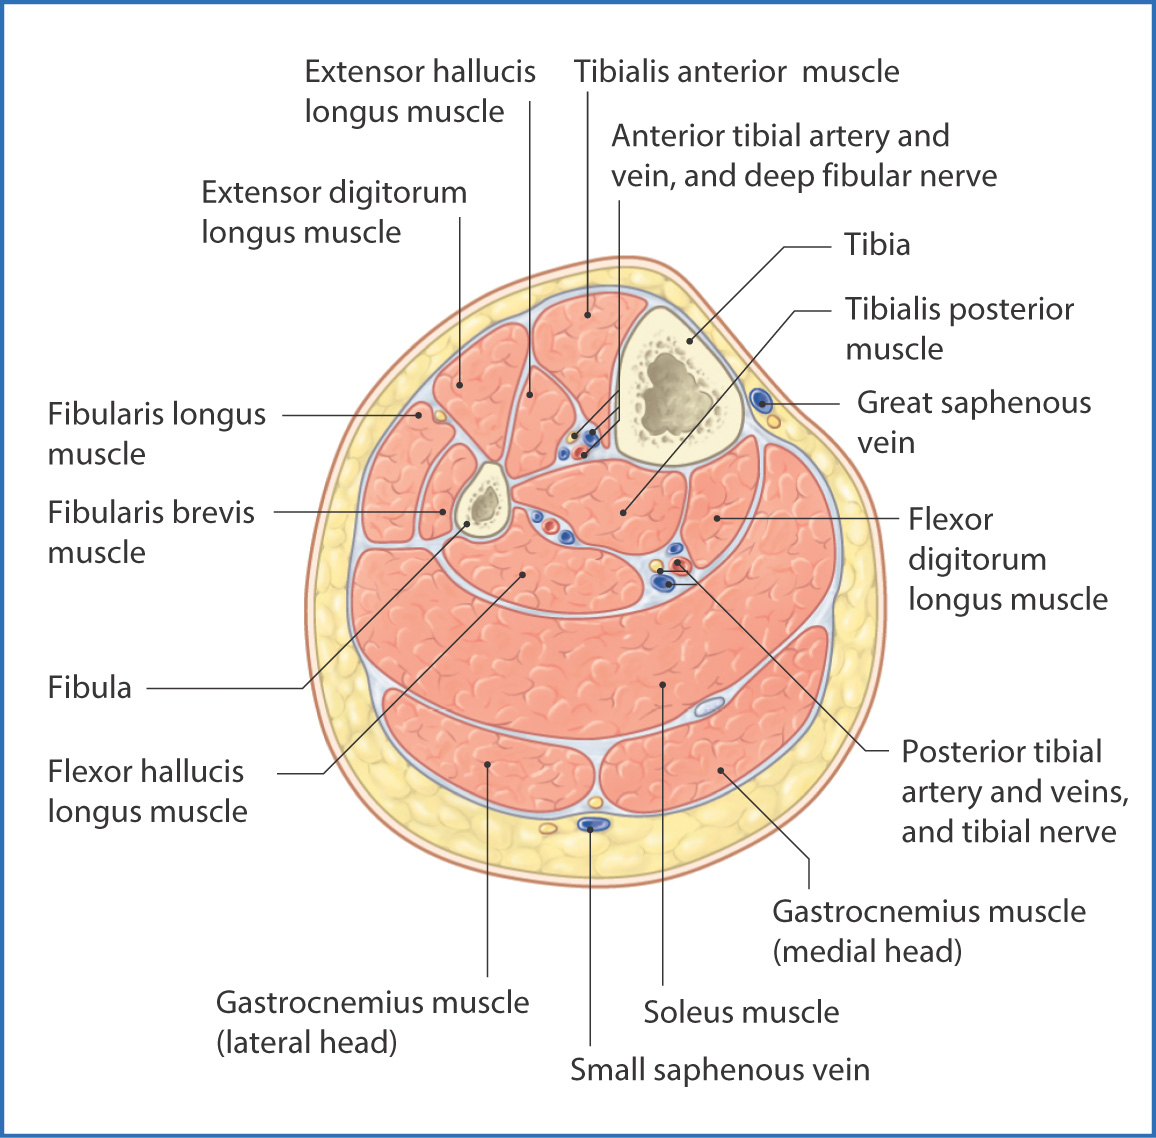 Extensor hallucis
longus muscle
Tibialis anterior muscle
Anterior tibial artery and
vein, and deep fibular nerve
Extensor digitorum
longus muscle
Tibia
Tibialis posterior
muscle
Fibularis longus
muscle
Great saphenous
vein
Fibularis brevis
muscle
Flexor
digitorum
longus muscle
Fibula
Flexor hallucis
longus muscle
Posterior tibial
artery and veins,
and tibial nerve
Gastrocnemius muscle
(medial head)
Gastrocnemius muscle
(lateral head)
Soleus muscle
Small saphenous vein